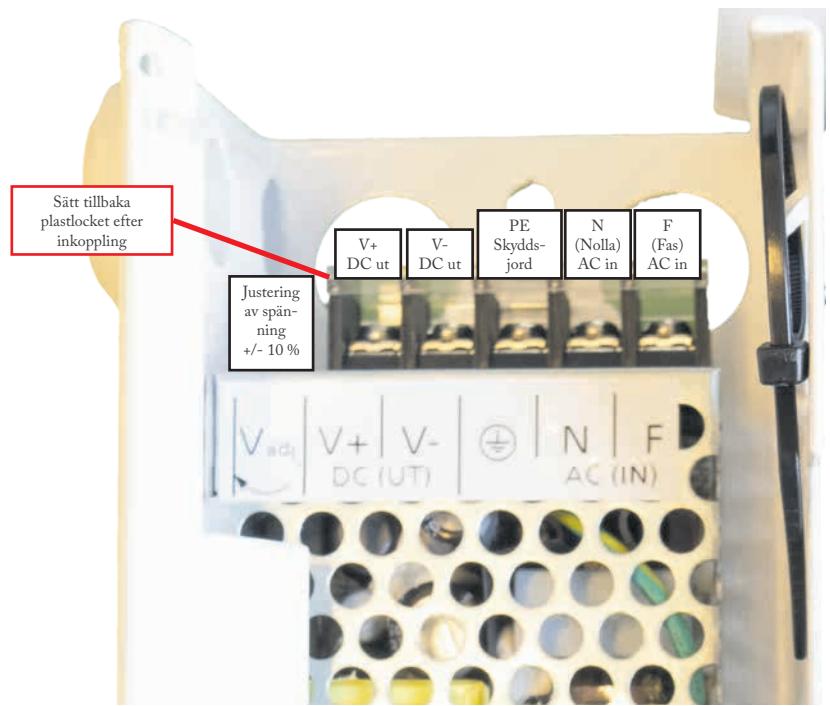 Sätt tillbaka
plastlocket efter
inkoppling
V+
DC ut
V-
DC ut
PE
Skydds-
jord
N
(Nolla)
AC in
F
(Fas)
AC in
Justering
av spän-
ning
+/- 10 %
Vadj V+ V- N F
DC (UT) AC (IN)